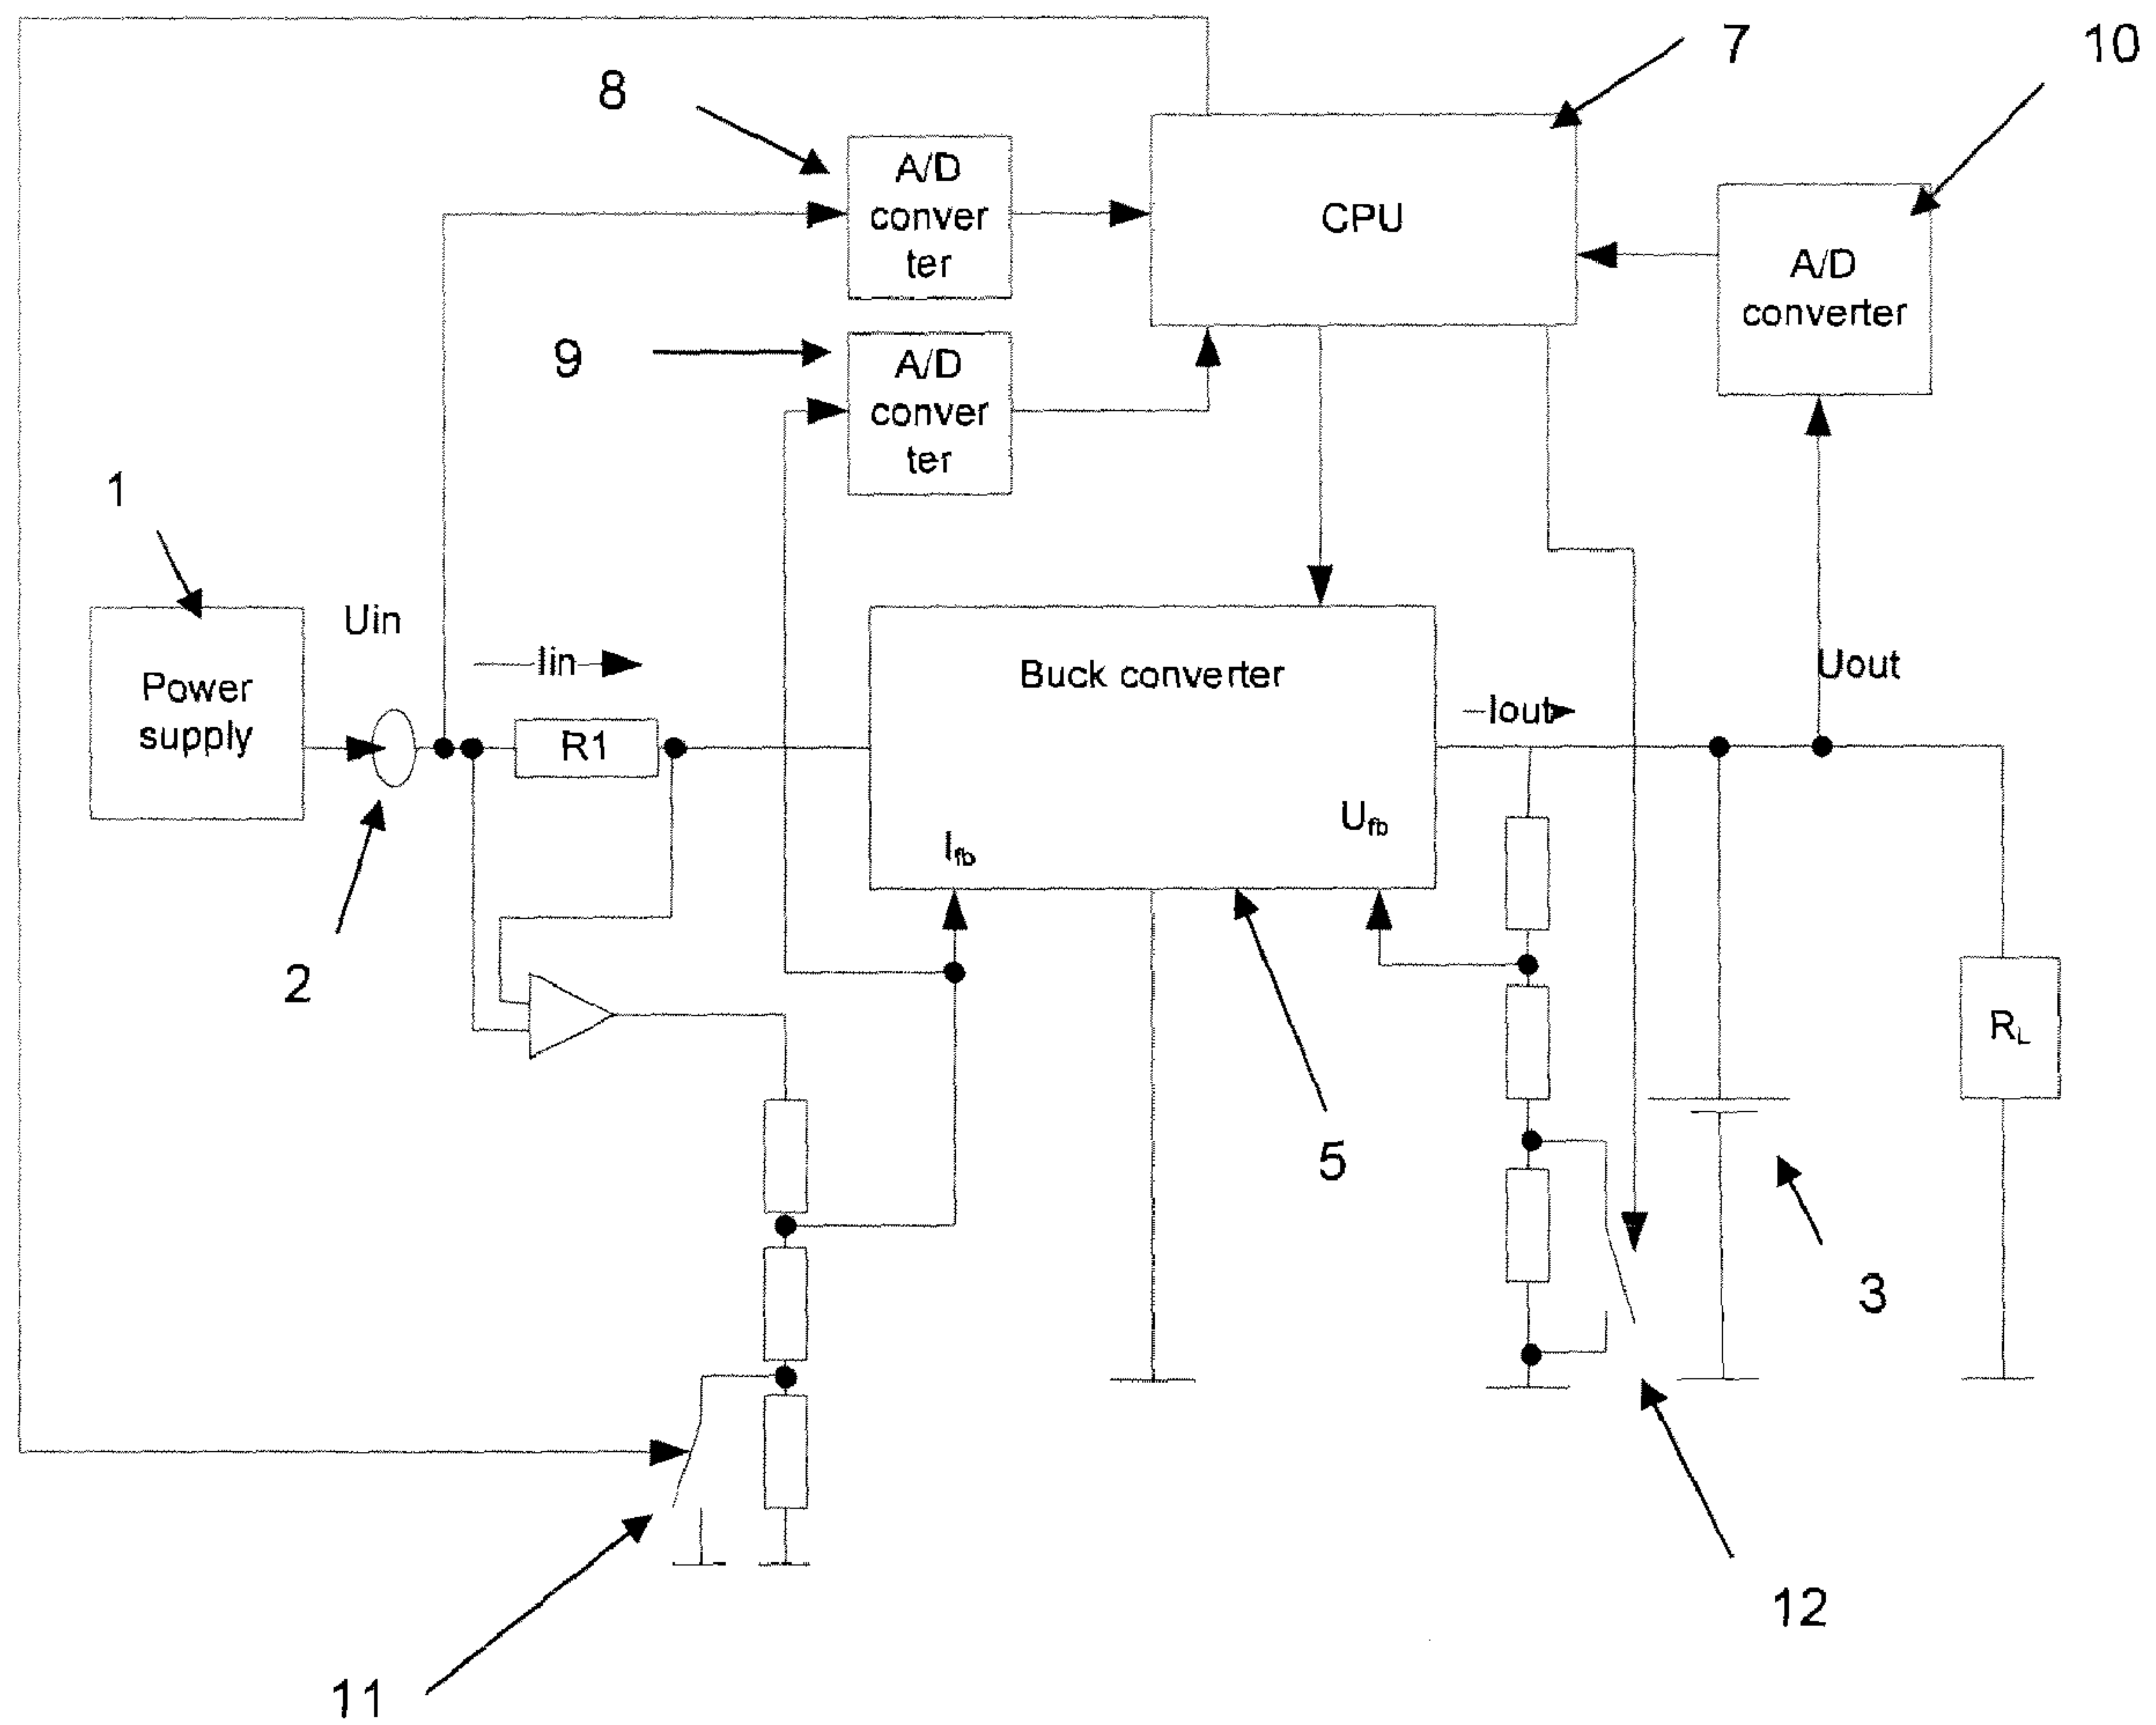 7
10
8
A/D
conver
ter
CPU
A/D
converter
9
A/D
conver
ter
1
Uin
Power
supply
Iin
R1
Buck converter
Iout
Uout
Ufb
Ifb
2
RL
5
3
12
11